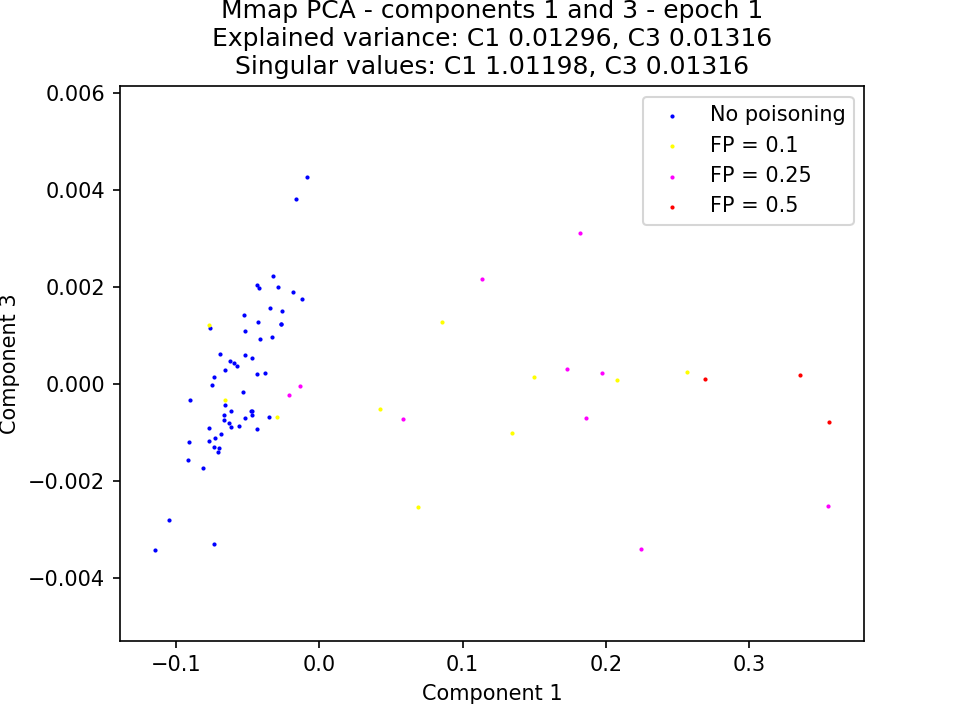 Mmap PCA - components 1 and 3 - epoch 1
Explained variance: C1 0.01296, C3 0.01316
Singular values: C1 1.01198, C3 0.01316
0.006
0.004
0.002
0.000
−0.002
−0.004
Component 3
No poisoning
FP = 0.1
FP = 0.25
FP = 0.5
−0.1
0.0
0.1
0.2
0.3
Component 1